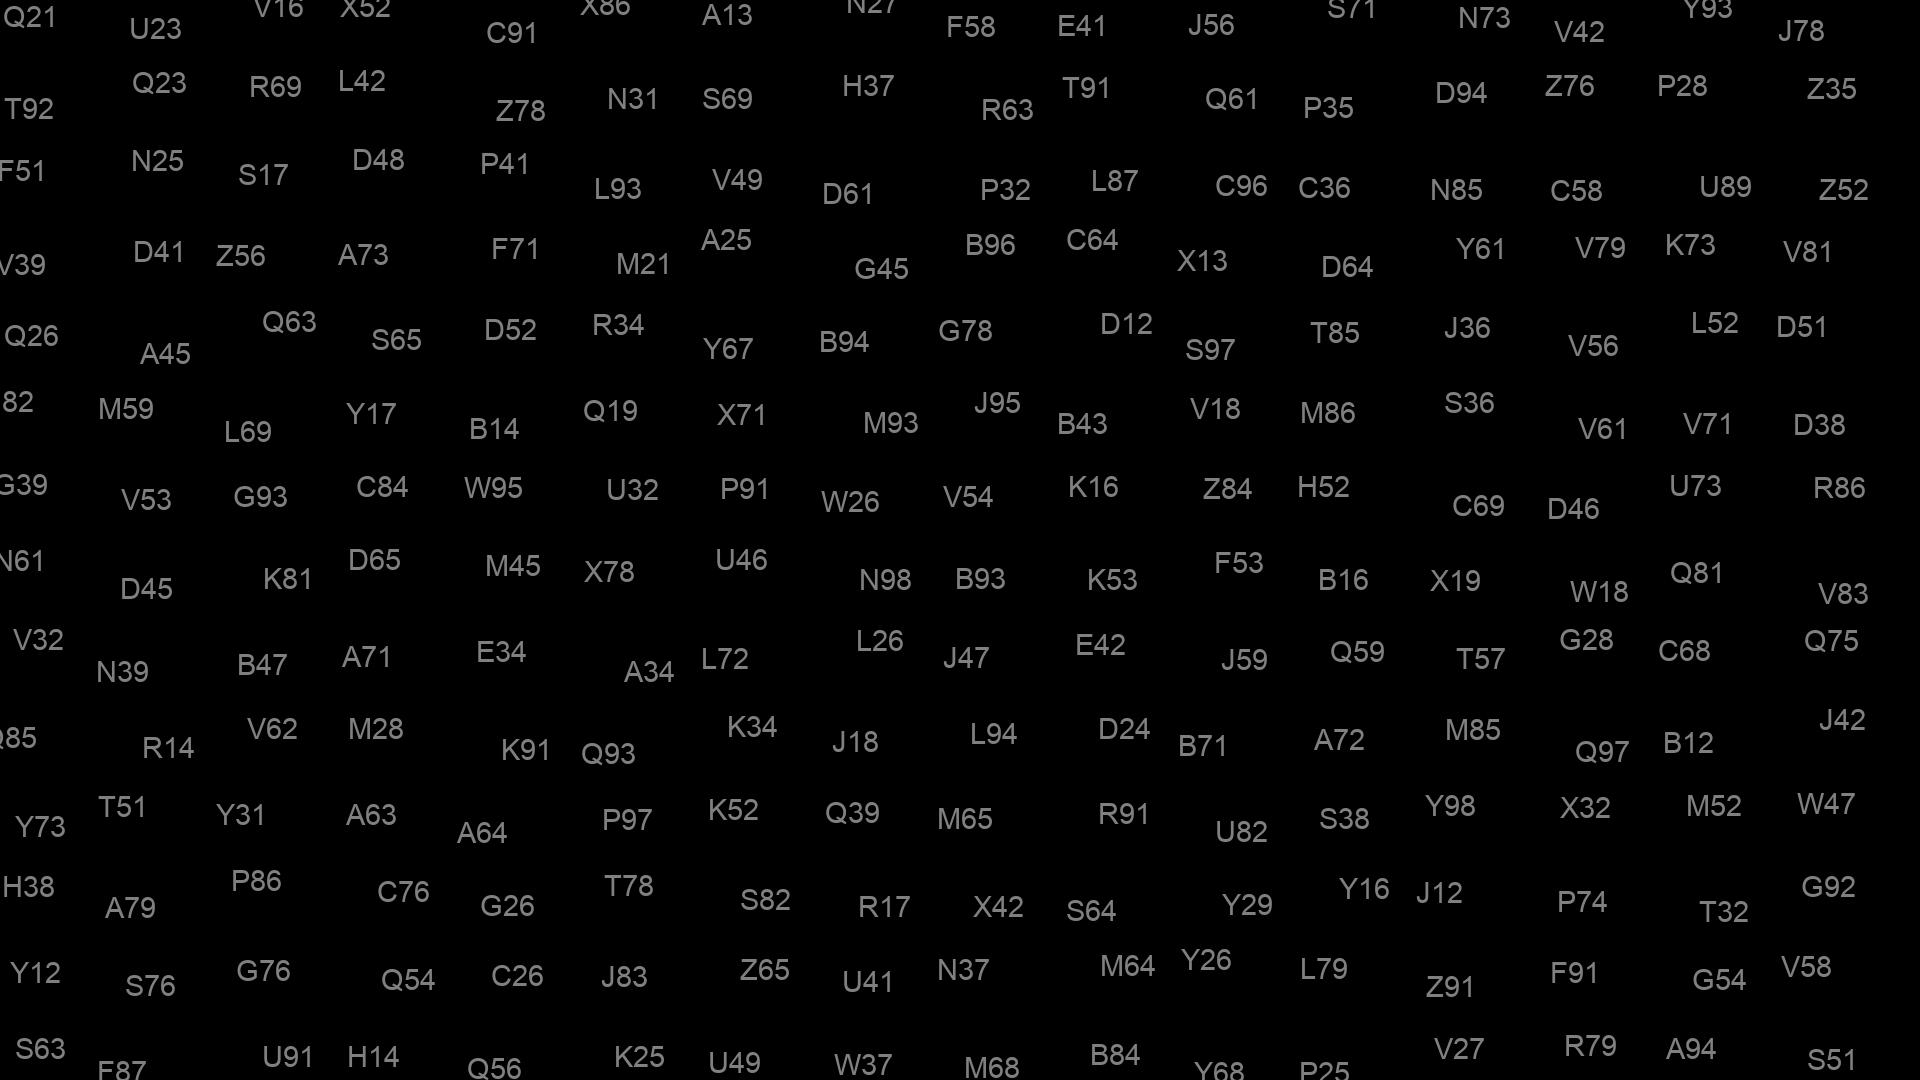 Q21 U23 V16 X52 C91 X86 A13 N27 F58 E41 J56 S71 N73 V42 Y93 J78
T92 Q23 R69 L42 Z78 N31 S69 H37 R63 T91 Q61 P35 D94 Z76 P28 Z35
F51 N25 S17 D48 P41 L93 V49 D61 P32 L87 C96 C36 N85 C58 U89 Z52
V39 D41 Z56 A73 F71 M21 A25 G45 B96 C64 X13 D64 Y61 V79 K73 V81
Q26 A45 Q63 S65 D52 R34 Y67 B94 G78 D12 S97 T85 J36 V56 L52 D51
82 M59 L69 Y17 B14 Q19 X71 M93 J95 B43 V18 M86 S36 V61 V71 D38
G39 V53 G93 C84 W95 U32 P91 W26 V54 K16 Z84 H52 C69 D46 U73 R86
N61 D45 K81 D65 M45 X78 U46 N98 B93 K53 F53 B16 X19 W18 Q81 V83
V32 N39 B47 A71 E34 A34 L72 L26 J47 E42 J59 Q59 T57 G28 C68 Q75
Q85 R14 V62 M28 K91 Q93 K34 J18 L94 D24 B71 A72 M85 Q97 B12 J42
Y73 T51 Y31 A63 A64 P97 K52 Q39 M65 R91 U82 S38 Y98 X32 M52 W47
H38 A79 P86 C76 G26 T78 S82 R17 X42 S64 Y29 Y16 J12 P74 T32 G92
Y12 S76 G76 Q54 C26 J83 Z65 U41 N37 M64 Y26 L79 Z91 F91 G54 V58
S63 F87 U91 H14 Q56 K25 U49 W37 M68 B84 Y68 P25 V27 R79 A94 S51